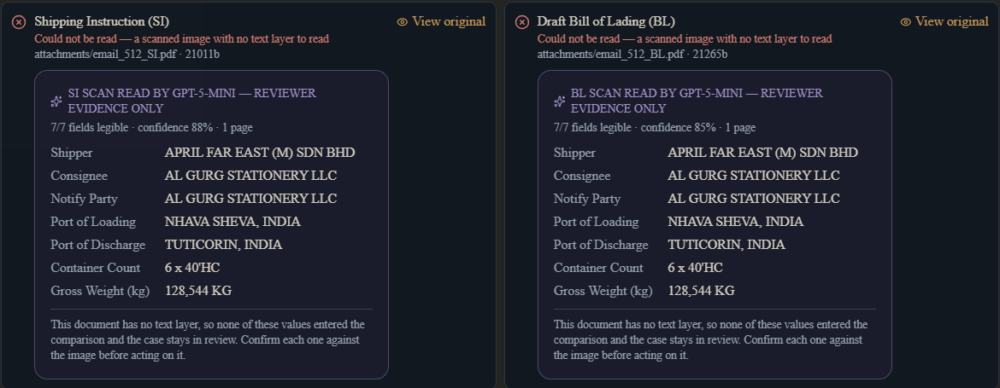 Shipping Instruction (SI)
View original
Could not be read — a scanned image with no text layer to read
attachments/email_512_SI.pdf · 21011b
SI SCAN READ BY GPT-5-MINI — REVIEWER
EVIDENCE ONLY
7/7 fields legible · confidence 88% · 1 page
Shipper APRIL FAR EAST (M) SDN BHD
Consignee AL GURG STATIONERY LLC
Notify Party AL GURG STATIONERY LLC
Port of Loading NHAVA SHEVA, INDIA
Port of Discharge TUTICORIN, INDIA
Container Count 6 x 40'HC
Gross Weight (kg) 128,544 KG
This document has no text layer, so none of these values entered the
comparison and the case stays in review. Confirm each one against
the image before acting on it.
Draft Bill of Lading (BL)
View original
Could not be read — a scanned image with no text layer to read
attachments/email_512_BL.pdf · 21265b
BL SCAN READ BY GPT-5-MINI — REVIEWER
EVIDENCE ONLY
7/7 fields legible · confidence 85% · 1 page
Shipper APRIL FAR EAST (M) SDN BHD
Consignee AL GURG STATIONERY LLC
Notify Party AL GURG STATIONERY LLC
Port of Loading NHAVA SHEVA, INDIA
Port of Discharge TUTICORIN, INDIA
Container Count 6 x 40'HC
Gross Weight (kg) 128,544 KG
This document has no text layer, so none of these values entered the
comparison and the case stays in review. Confirm each one against
the image before acting on it.